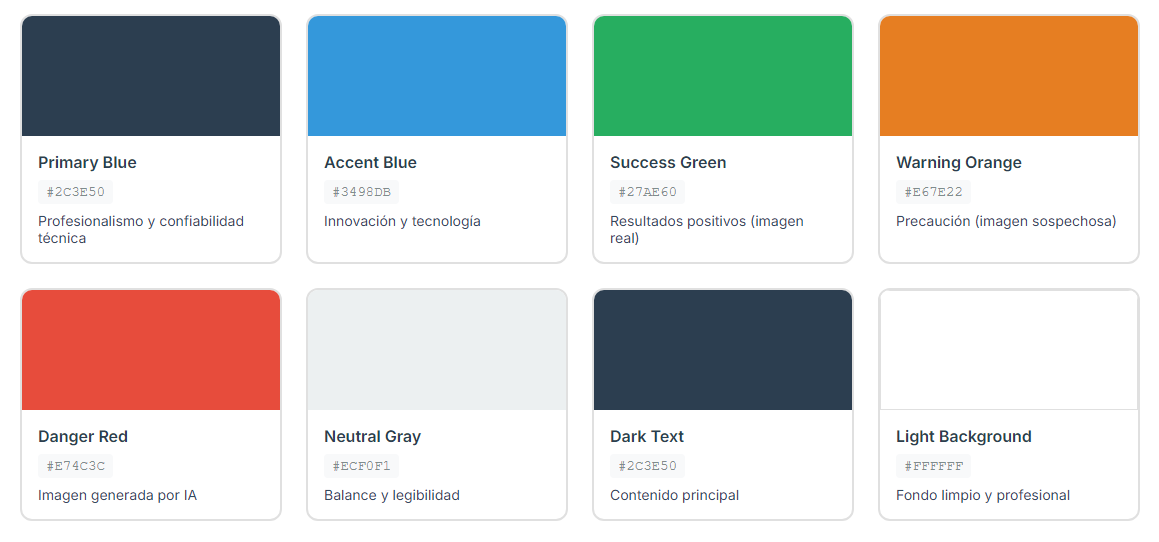 Primary Blue
#2C3E50
Profesionalismo y confiabilidad
técnica
Accent Blue
#3498DB
Innovación y tecnología
Success Green
#27AE60
Resultados positivos (imagen
real)
Warning Orange
#E67E22
Precaución (imagen sospechosa)
Danger Red
#E74C3C
Imagen generada por IA
Neutral Gray
#ECF0F1
Balance y legibilidad
Dark Text
#2C3E50
Contenido principal
Light Background
#FFFFFF
Fondo limpio y profesional